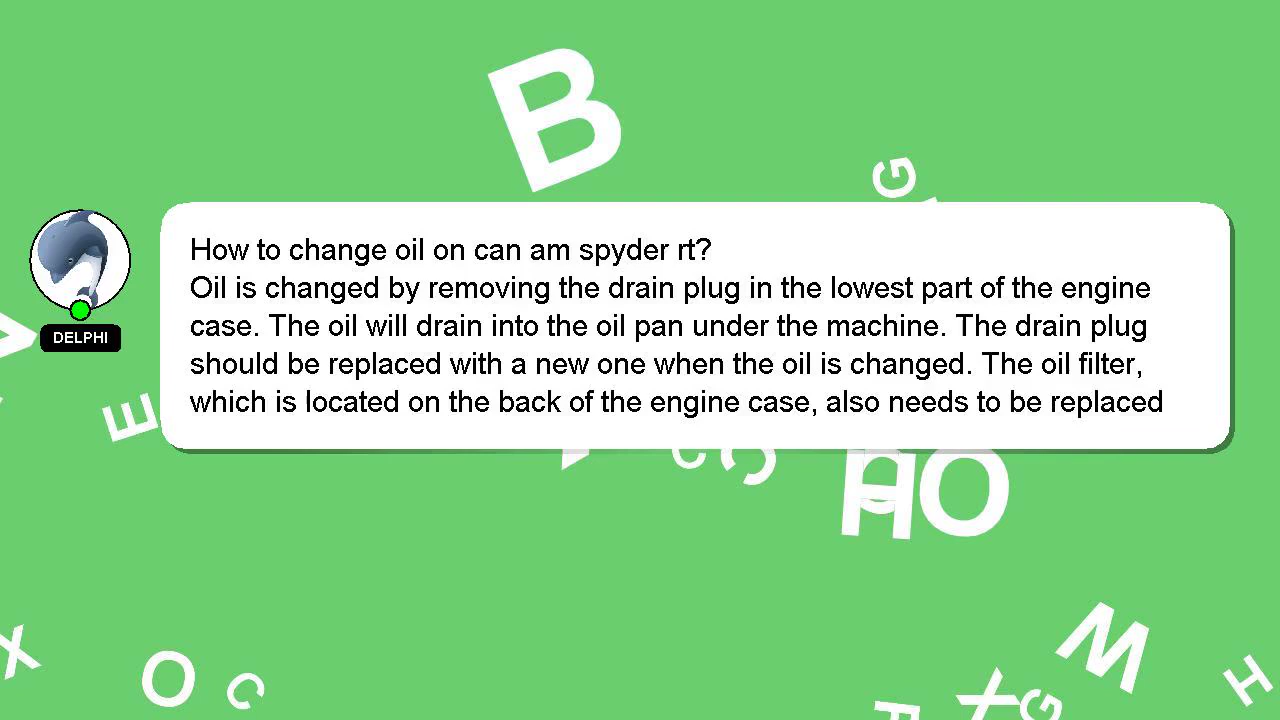 B
G
How to change oil on can am spyder rt?
Oil is changed by removing the drain plug in the lowest part of the engine
case. The oil will drain into the oil pan under the machine. The drain plug
should be replaced with a new one when the oil is changed. The oil filter,
which is located on the back of the engine case, also needs to be replaced
DELPHI
E
C
H
O
X
O
C
M
H
X
G